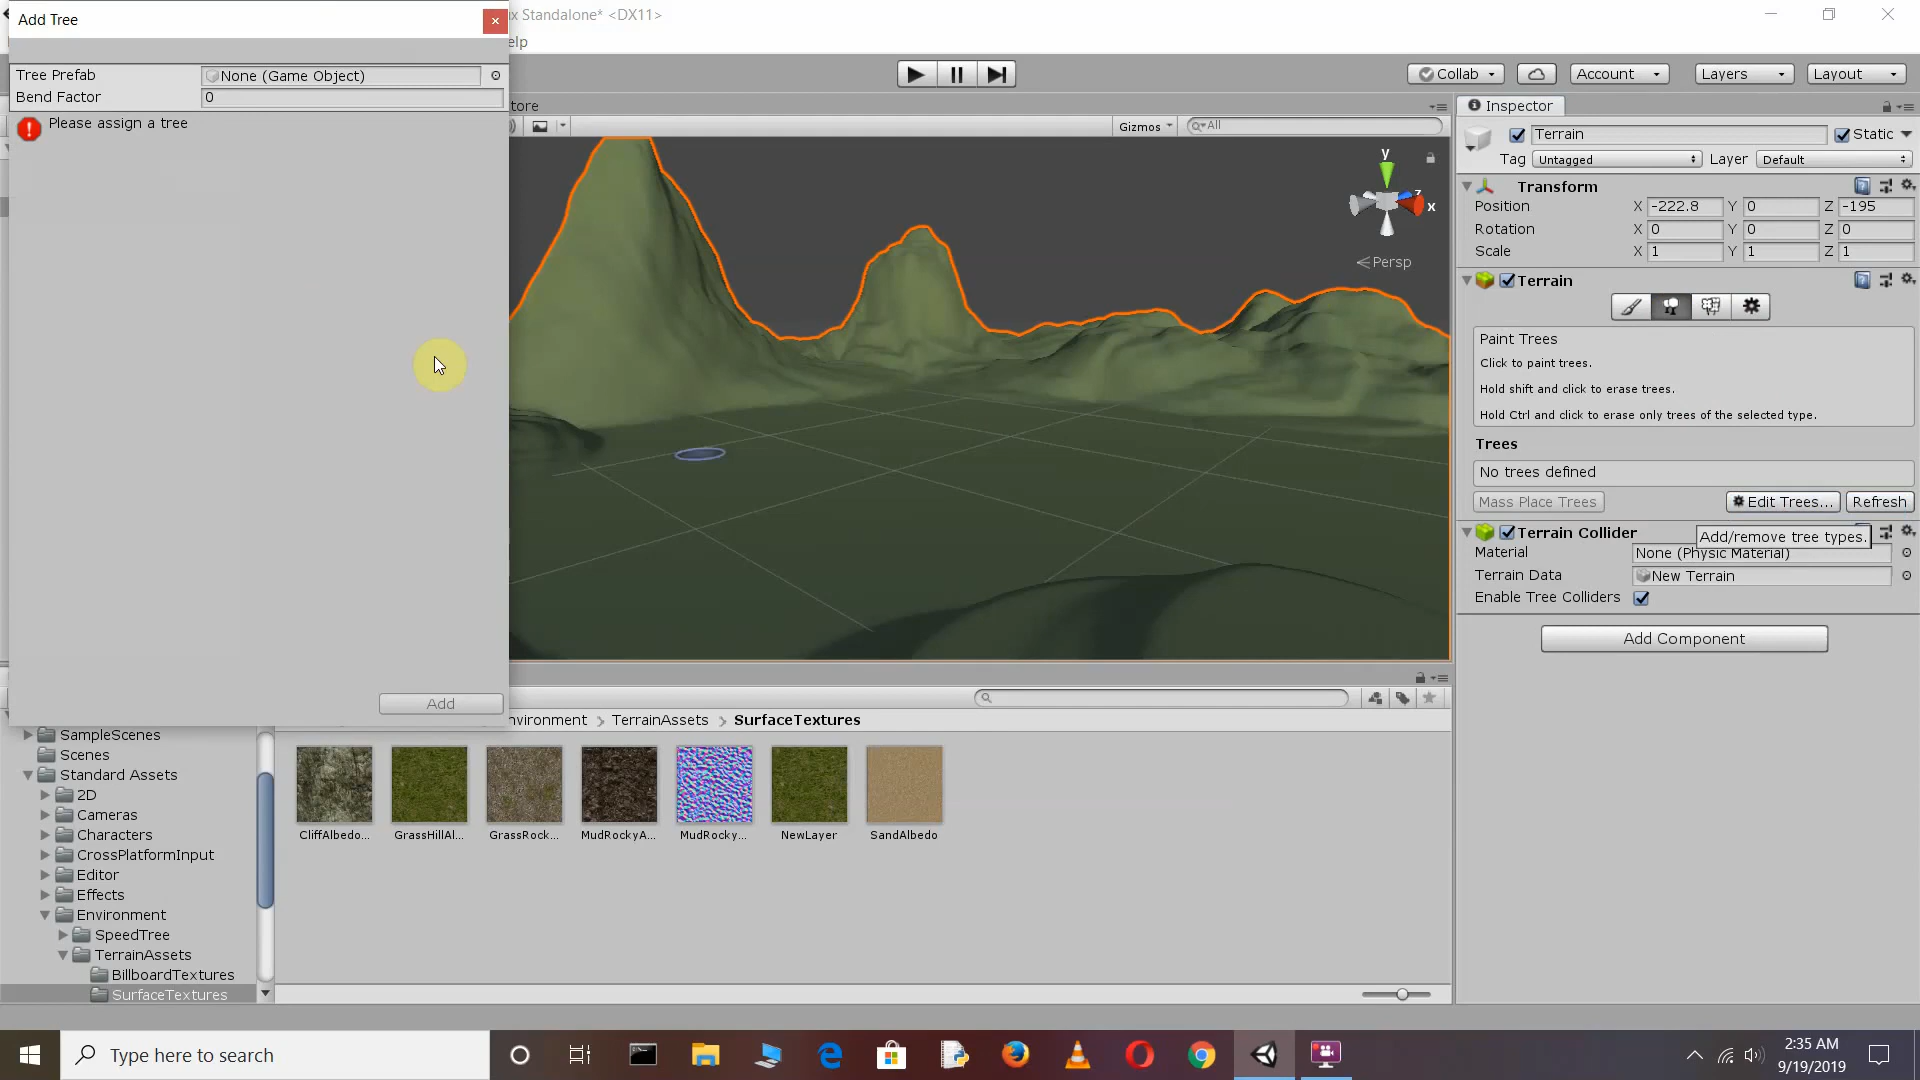 Add Tree
x Standalone* <DX11>
elp
Tree Prefab
None (Game Object)
Bend Factor
0
Please assign a tree
Add
Collab
Account
Layers
Layout
tore
Gizmos
All
y
z
x
Persp
Inspector
Terrain
Static
Tag
Untagged
Layer
Default
Transform
Position
X -222.8 Y 0 Z -195
Rotation
X 0 Y 0 Z 0
Scale
X 1 Y 1 Z 1
Terrain
Paint Trees
Click to paint trees.
Hold shift and click to erase trees.
Hold Ctrl and click to erase only trees of the selected type.
Trees
No trees defined
Mass Place Trees
Edit Trees...
Refresh
Terrain Collider
Add/remove tree types.
Material
None (Physic Material)
Terrain Data
New Terrain
Enable Tree Colliders
Add Component
nvironment > TerrainAssets > SurfaceTextures
SampleScenes
Scenes
Standard Assets
2D
Cameras
Characters
CrossPlatformInput
Editor
Effects
Environment
SpeedTree
TerrainAssets
BillboardTextures
SurfaceTextures
CliffAlbedo...
GrassHillAl...
GrassRock...
MudRockyA...
MudRocky...
NewLayer
SandAlbedo
Type here to search
2:35 AM
9/19/2019